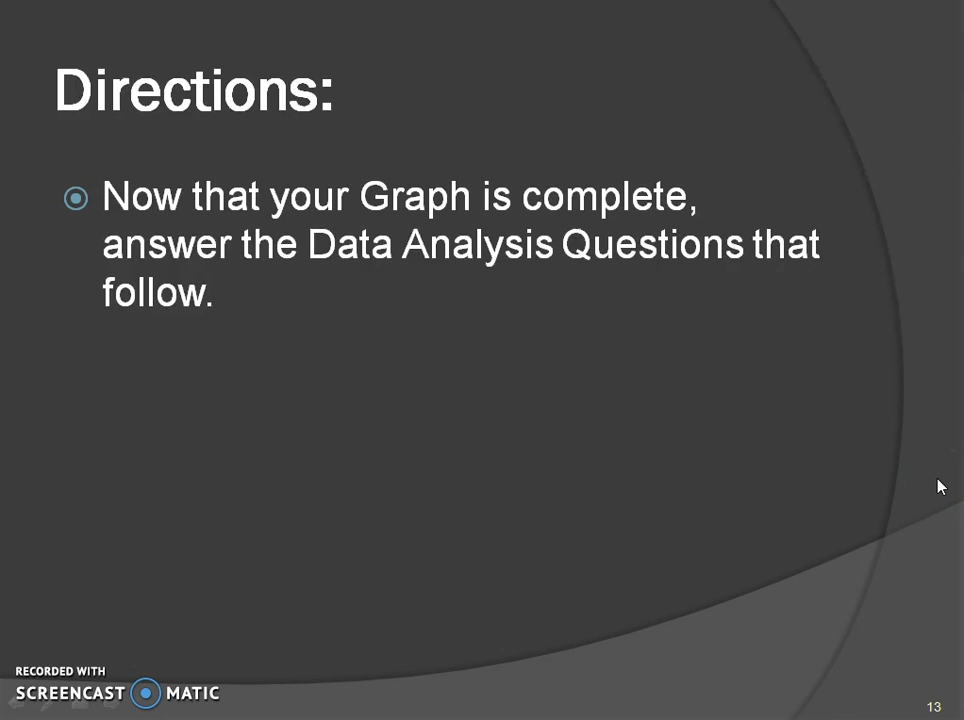 Directions:
Now that your Graph is complete,
answer the Data Analysis Questions that
follow.
RECORDED WITH
SCREENCAST MATIC
13